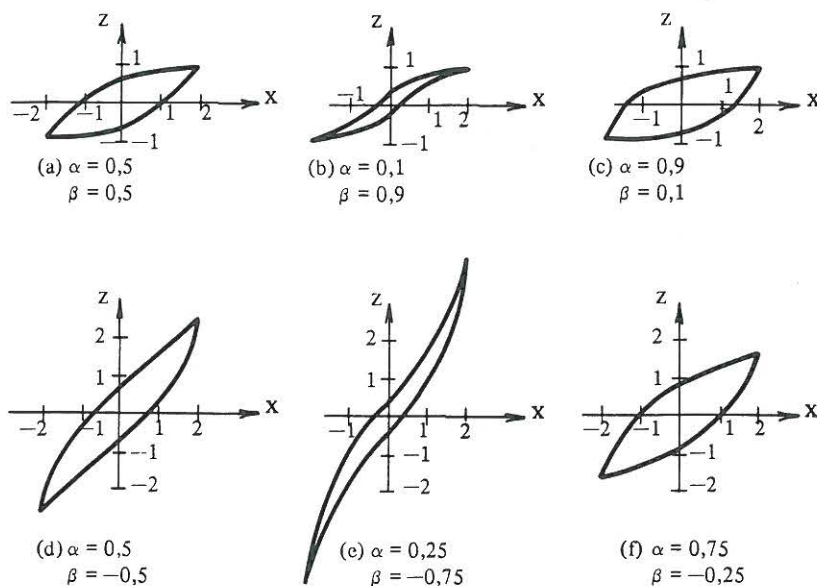 z
1
x
−2
−1
1
2
−1
(a) α = 0,5
β = 0,5
z
1
x
−1
1
2
−1
(b) α = 0,1
β = 0,9
z
1
x
−1
1
2
−1
(c) α = 0,9
β = 0,1
z
2
1
x
−2
−1
1
2
−1
−2
(d) α = 0,5
β = −0,5
z
2
1
x
−1
1
2
−1
−2
(e) α = 0,25
β = −0,75
z
2
1
x
−2
−1
1
2
−1
−2
(f) α = 0,75
β = −0,25